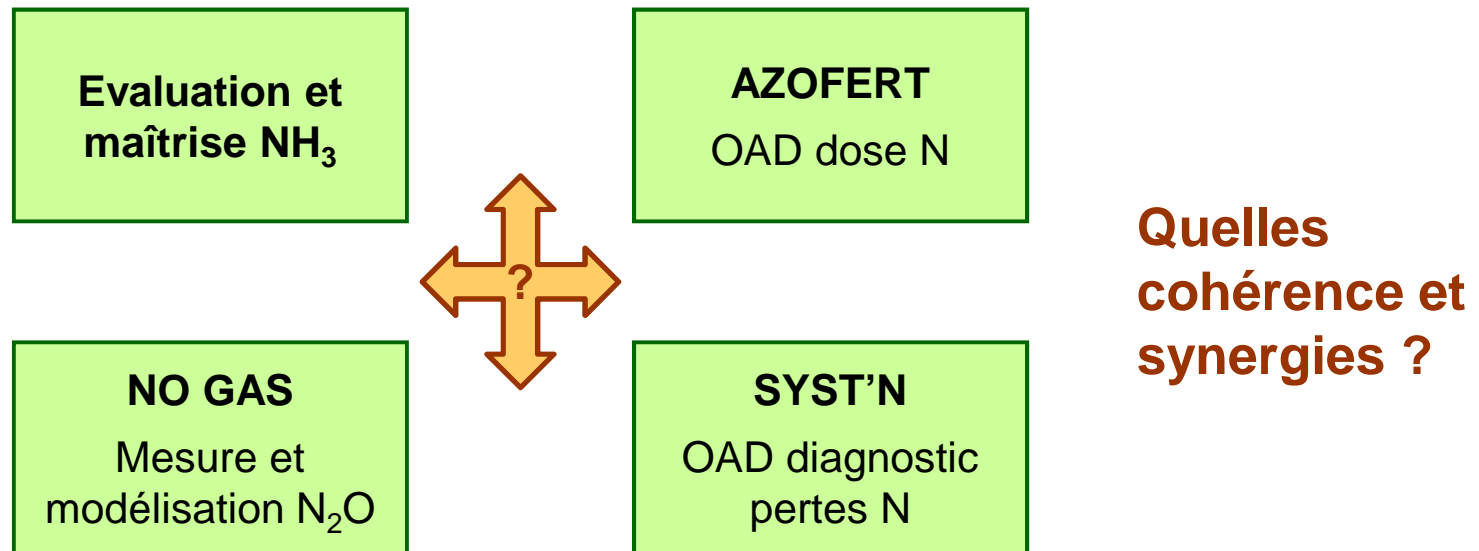 Evaluation et
maîtrise NH₃
AZOFERT
OAD dose N
?
Quelles
cohérence et
synergies ?
NO GAS
Mesure et
modélisation N₂O
SYST’N
OAD diagnostic
pertes N